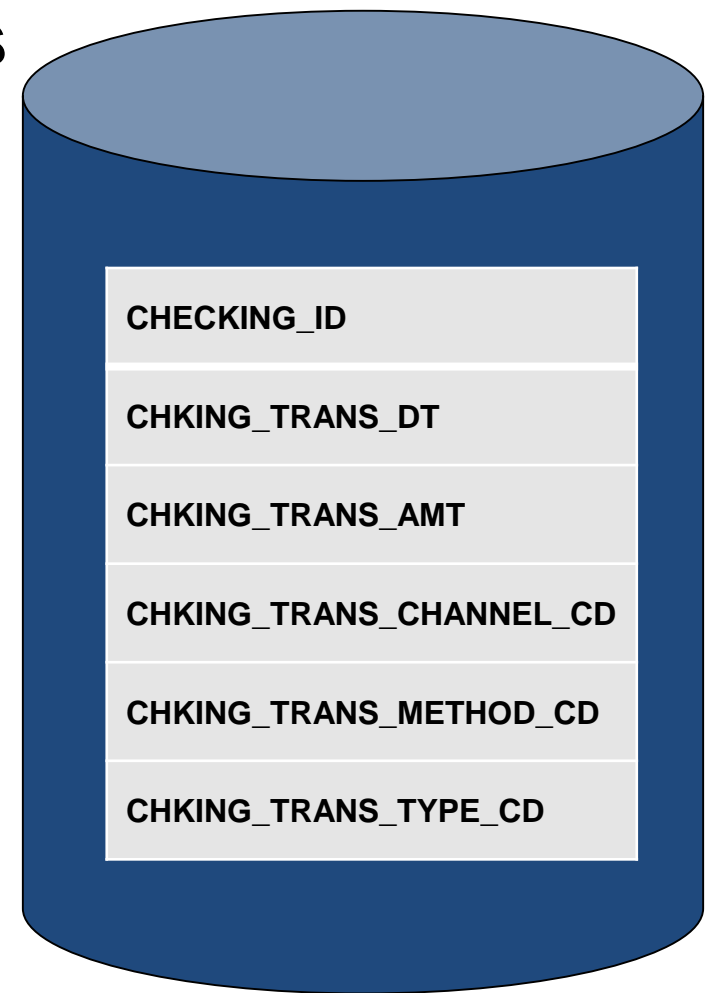 CHECKING_ID
CHKING_TRANS_DT
CHKING_TRANS_AMT
CHKING_TRANS_CHANNEL_CD
CHKING_TRANS_METHOD_CD
CHKING_TRANS_TYPE_CD